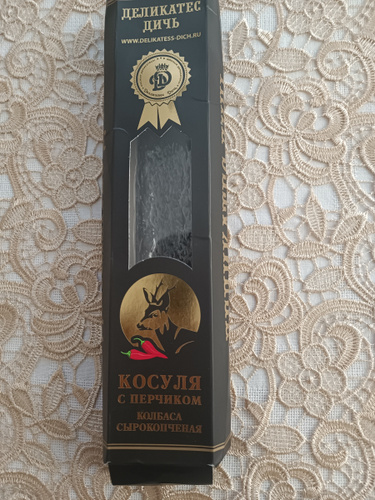 ДЕЛИКАТЕС
ДИЧЬ
WWW.DELIKATESS-DICH.RU
КОСУЛЯ
С ПЕРЧИКОМ
КОЛБАСА
СЫРОКОПЧЕНАЯ